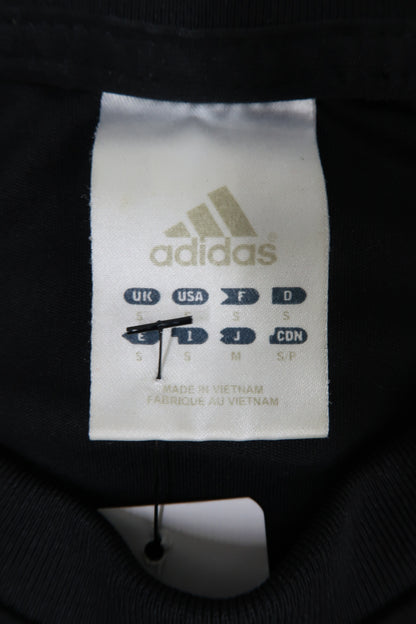 adidas
UK USA F D
S S S
E I J CDN
S S M S/P
MADE IN VIETNAM
FABRIQUE AU VIETNAM